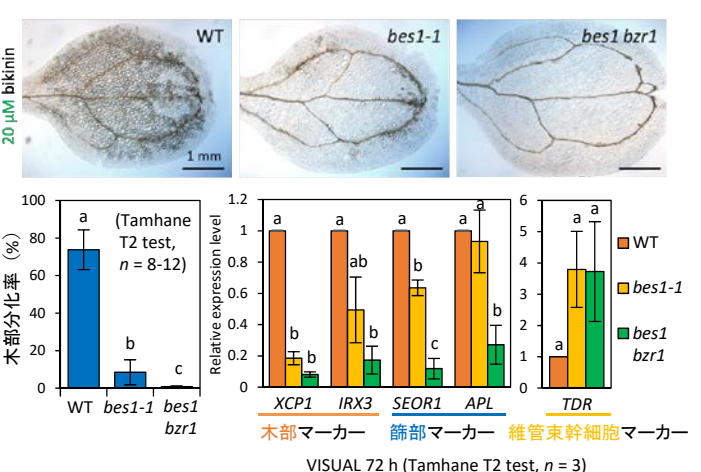 20 µM bikinin
WT
bes1-1
bes1 bzr1
1 mm
木部分化率 (%)
100
80
60
40
20
0
a
b
c
(Tamhane
T2 test,
n = 8-12)
WT
bes1-1
bes1
bzr1
Relative expression level
1.2
1
0.8
0.6
0.4
0.2
0
a
b
b
a
ab
b
a
b
c
a
a
b
XCP1
IRX3
SEOR1
APL
木部マーカー
篩部マーカー
6
5
4
3
2
1
0
a
a
a
TDR
維管束幹細胞マーカー
WT
bes1-1
bes1
bzr1
VISUAL 72 h (Tamhane T2 test, n = 3)